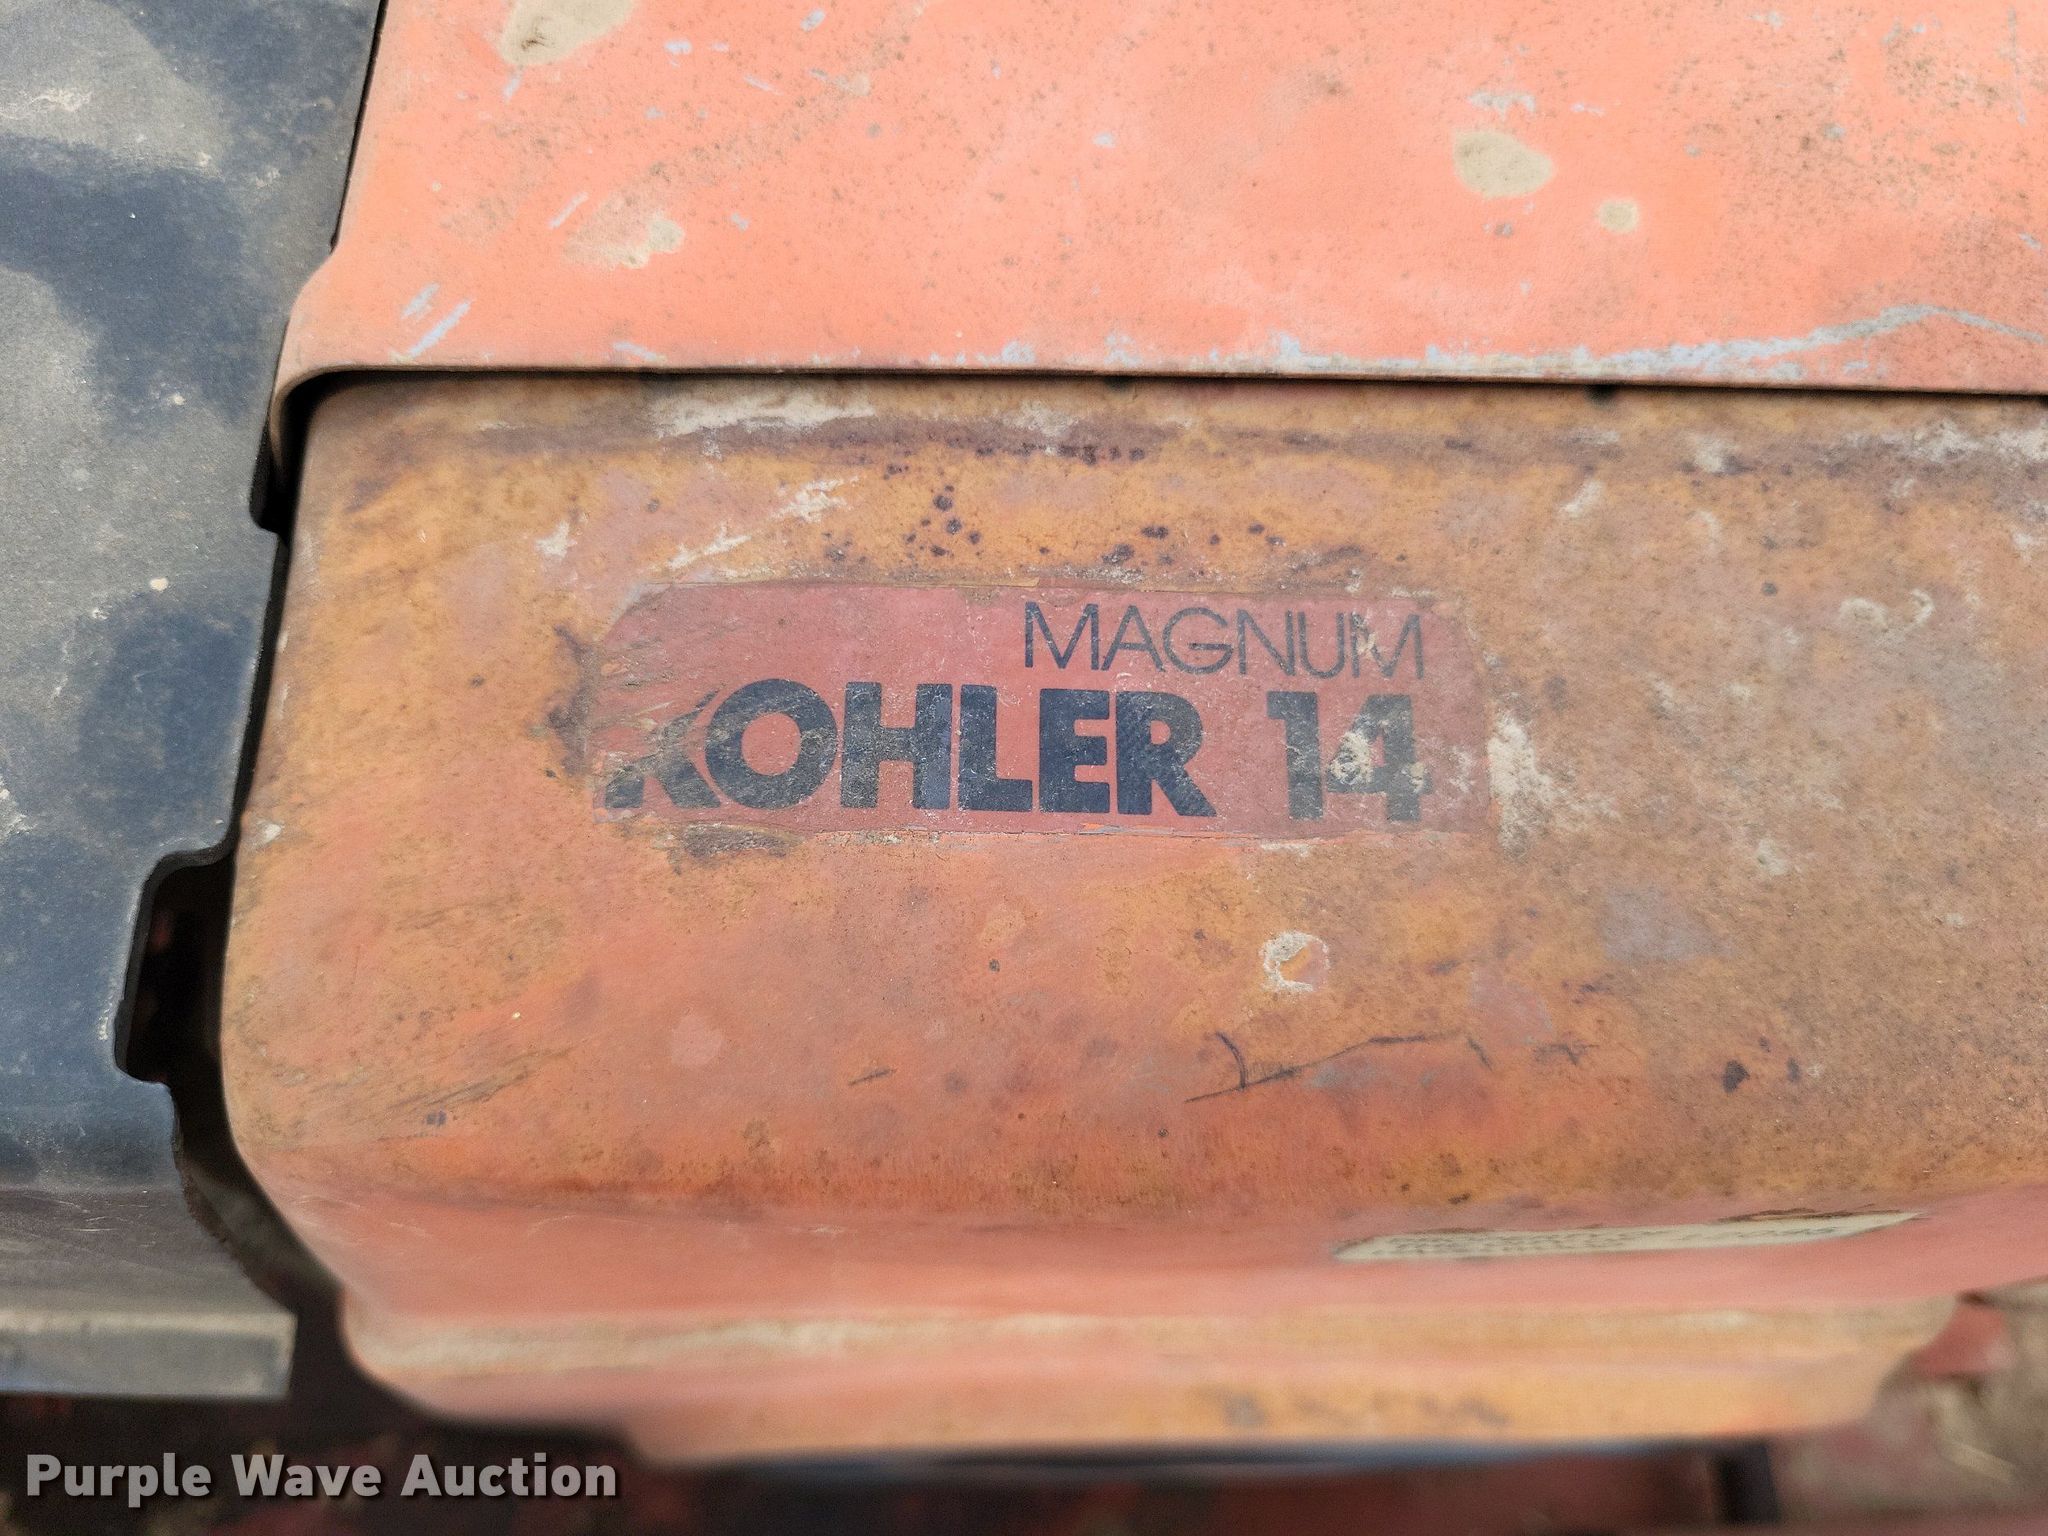 MAGNUM
KOHLER 14
Purple Wave Auction